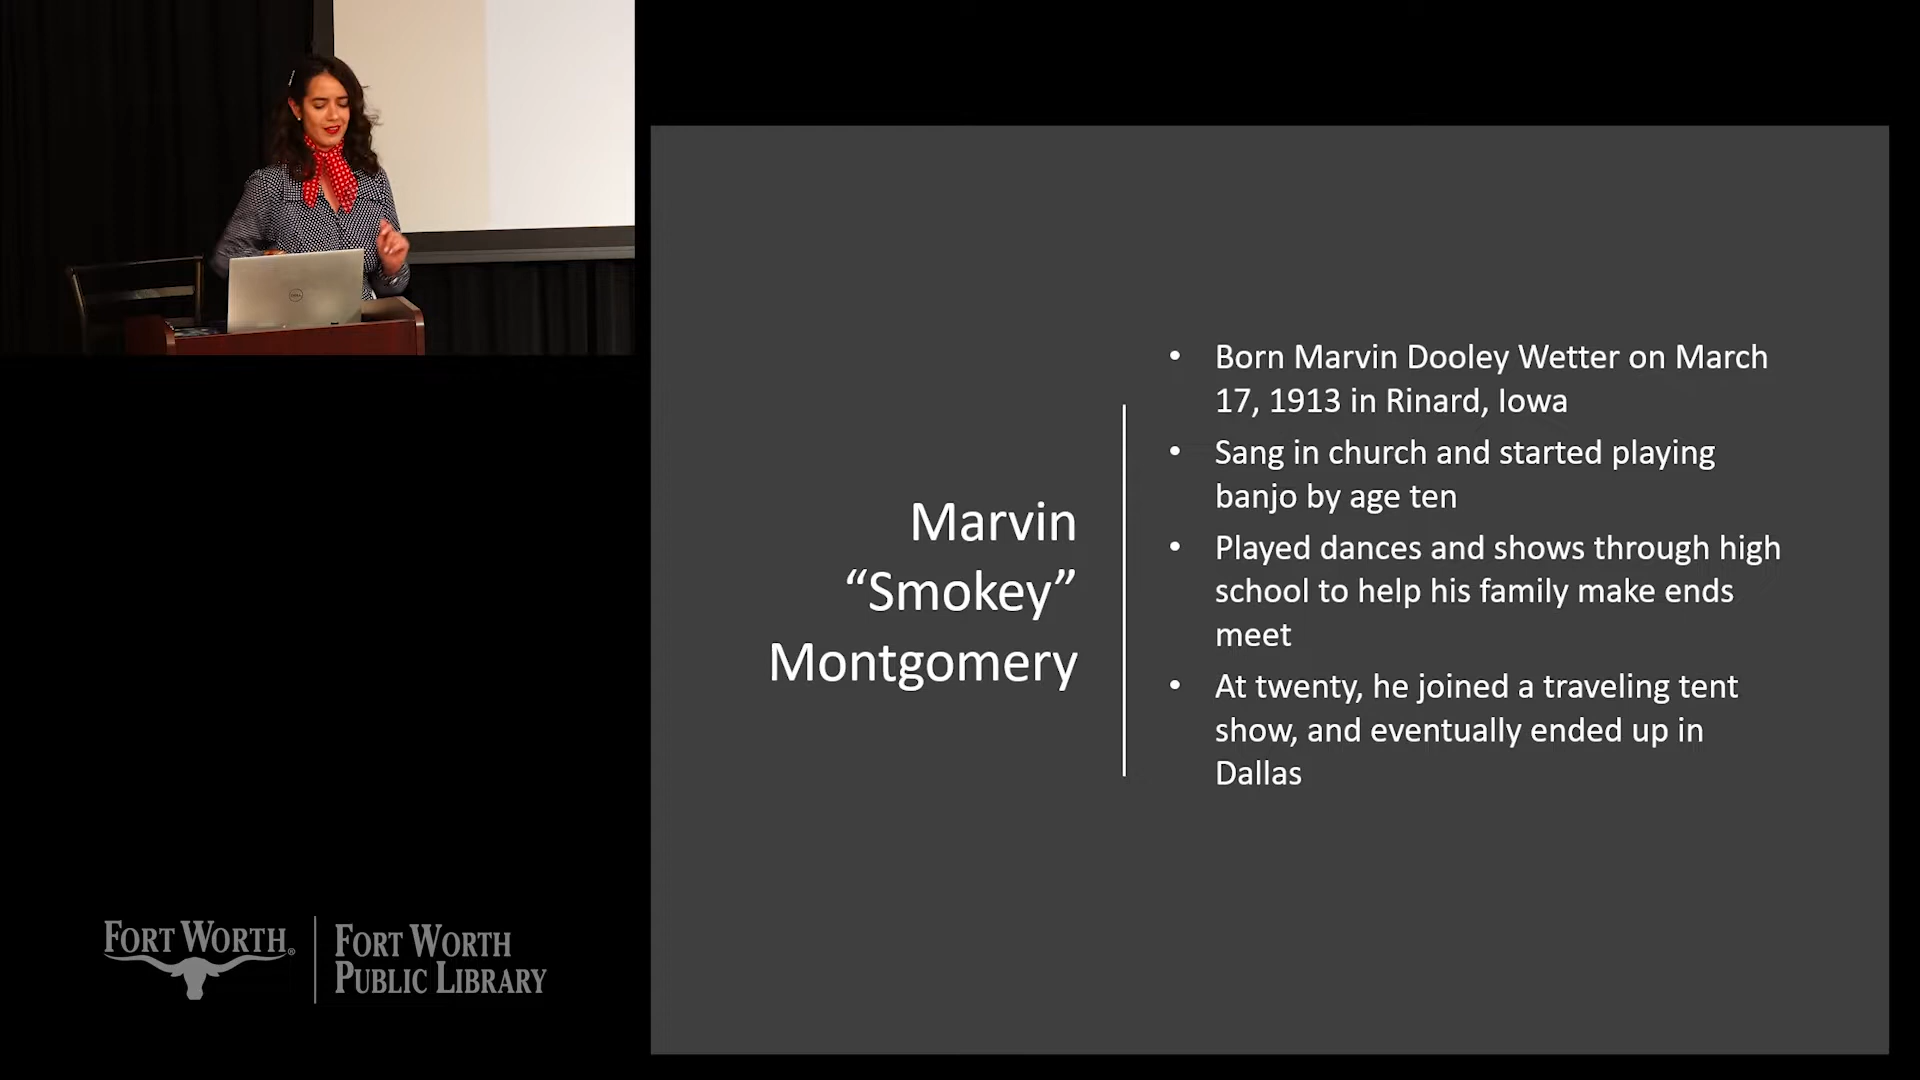 Marvin
“Smokey”
Montgomery
• Born Marvin Dooley Wetter on March
17, 1913 in Rinard, Iowa
• Sang in church and started playing
banjo by age ten
• Played dances and shows through high
school to help his family make ends
meet
• At twenty, he joined a traveling tent
show, and eventually ended up in
Dallas
FORT WORTH®
FORT WORTH
PUBLIC LIBRARY
DELL